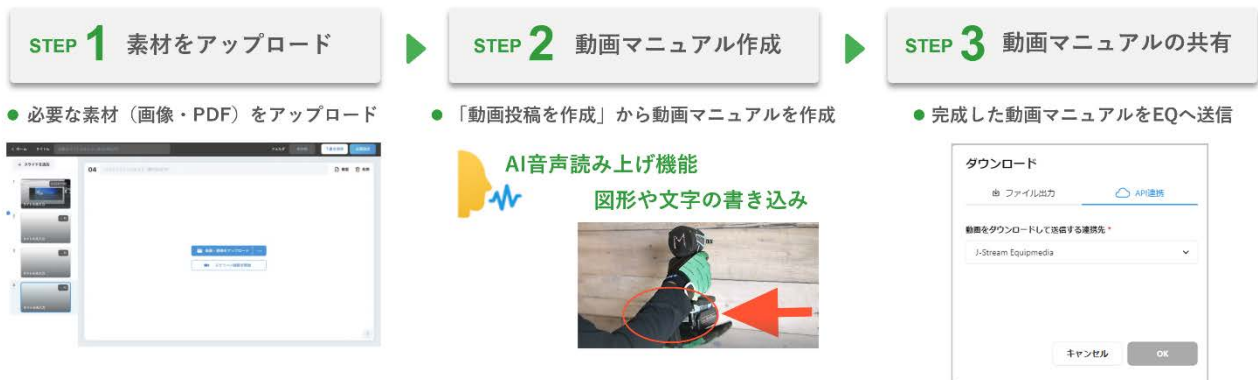 STEP 1 素材をアップロード
● 必要な素材（画像・PDF）をアップロード
04
STEP 2 動画マニュアル作成
● 「動画投稿を作成」から動画マニュアルを作成
AI音声読み上げ機能
図形や文字の書き込み
M
STEP 3 動画マニュアルの共有
● 完成した動画マニュアルをEQへ送信
ダウンロード
ファイル出力
API連携
動画をダウンロードして送信する連携先 *
J-Stream Equipmedia
キャンセル
OK